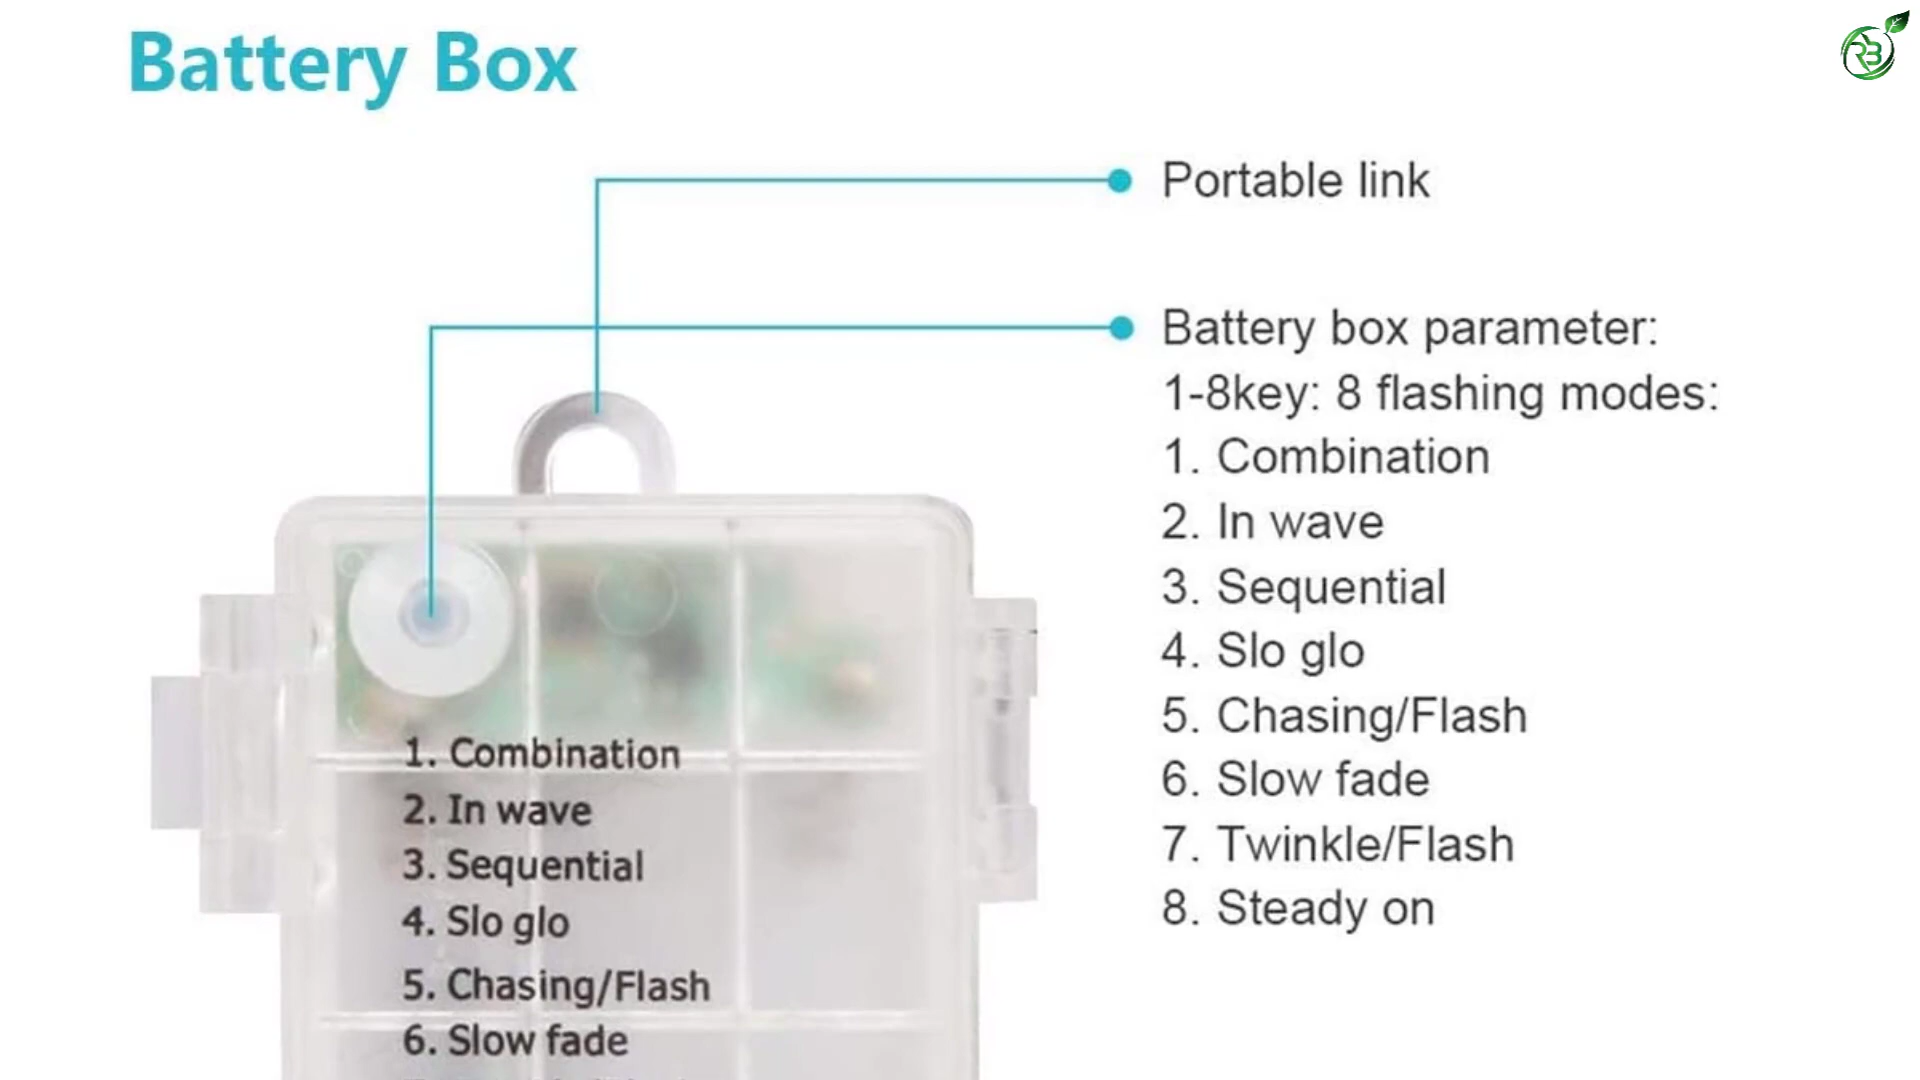 Battery Box
RB
Portable link
Battery box parameter:
1-8key: 8 flashing modes:
1. Combination
2. In wave
3. Sequential
4. Slo glo
5. Chasing/Flash
6. Slow fade
7. Twinkle/Flash
8. Steady on
1. Combination
2. In wave
3. Sequential
4. Slo glo
5. Chasing/Flash
6. Slow fade